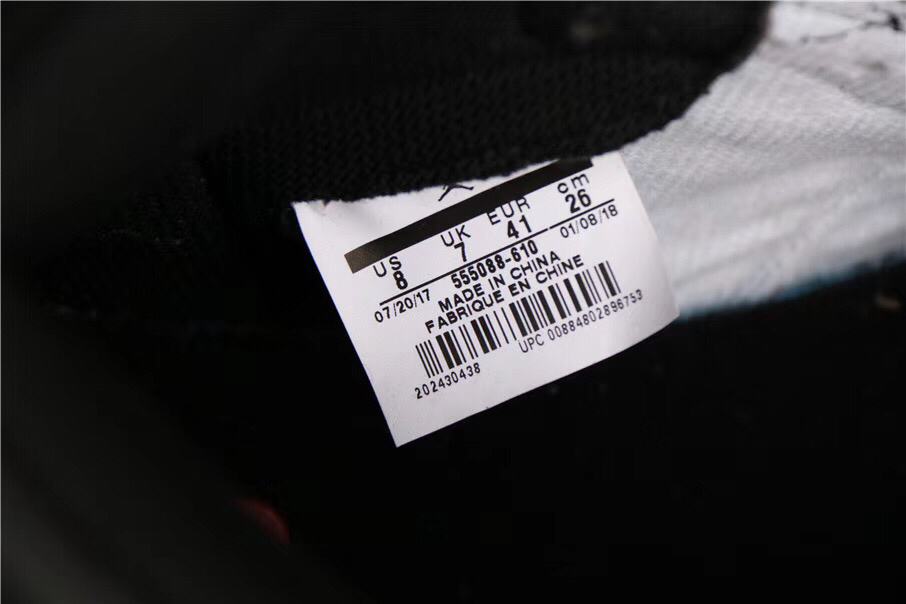 US UK EUR cm
8 7 41 26
07/20/17 555088-610 01/08/18
MADE IN CHINA
FABRIQUE EN CHINE
202430438 UPC 00884802896753